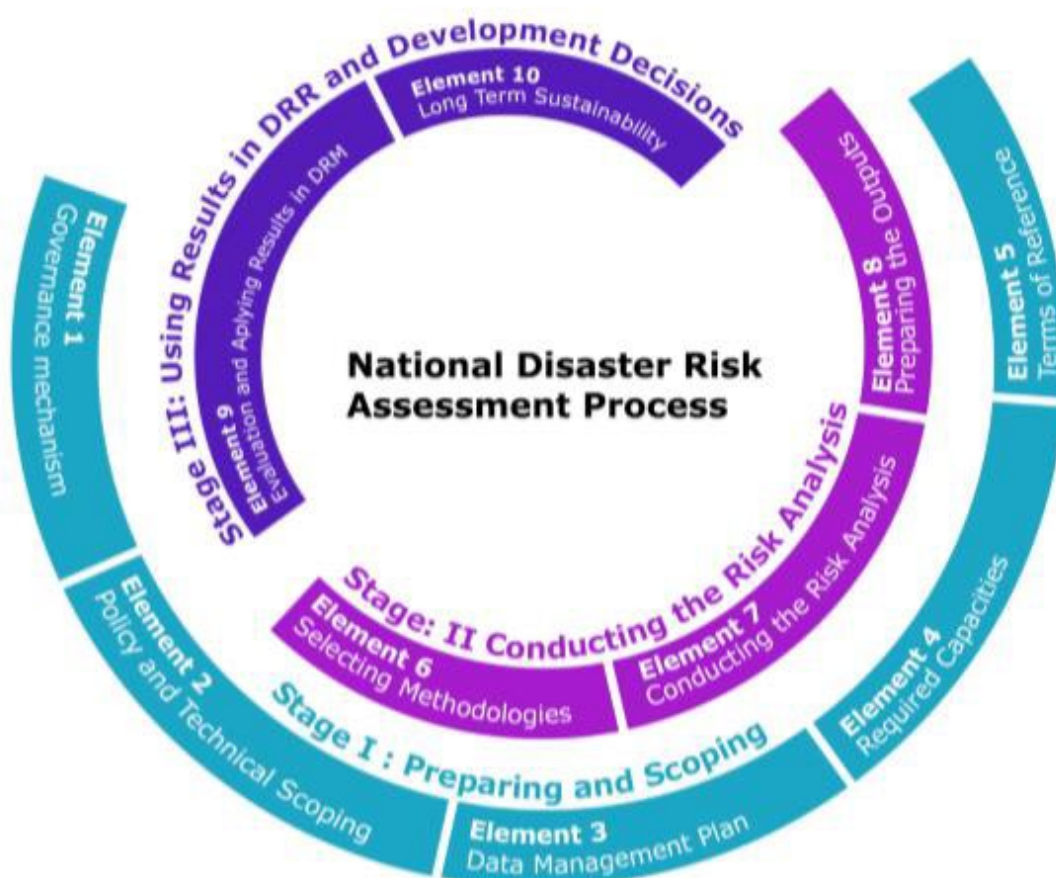 National Disaster Risk
Assessment Process
Stage I : Preparing and Scoping
Element 1
Governance mechanism
Element 2
Policy and Technical Scoping
Element 3
Data Management Plan
Element 4
Required Capacities
Element 5
Terms of Reference
Stage: II Conducting the Risk Analysis
Element 6
Selecting Methodologies
Element 7
Conducting the Risk Analysis
Element 8
Preparing the Outputs
Stage III: Using Results in DRR and Development Decisions
Element 9
Evaluation and Aplying Results in DRM
Element 10
Long Term Sustainability